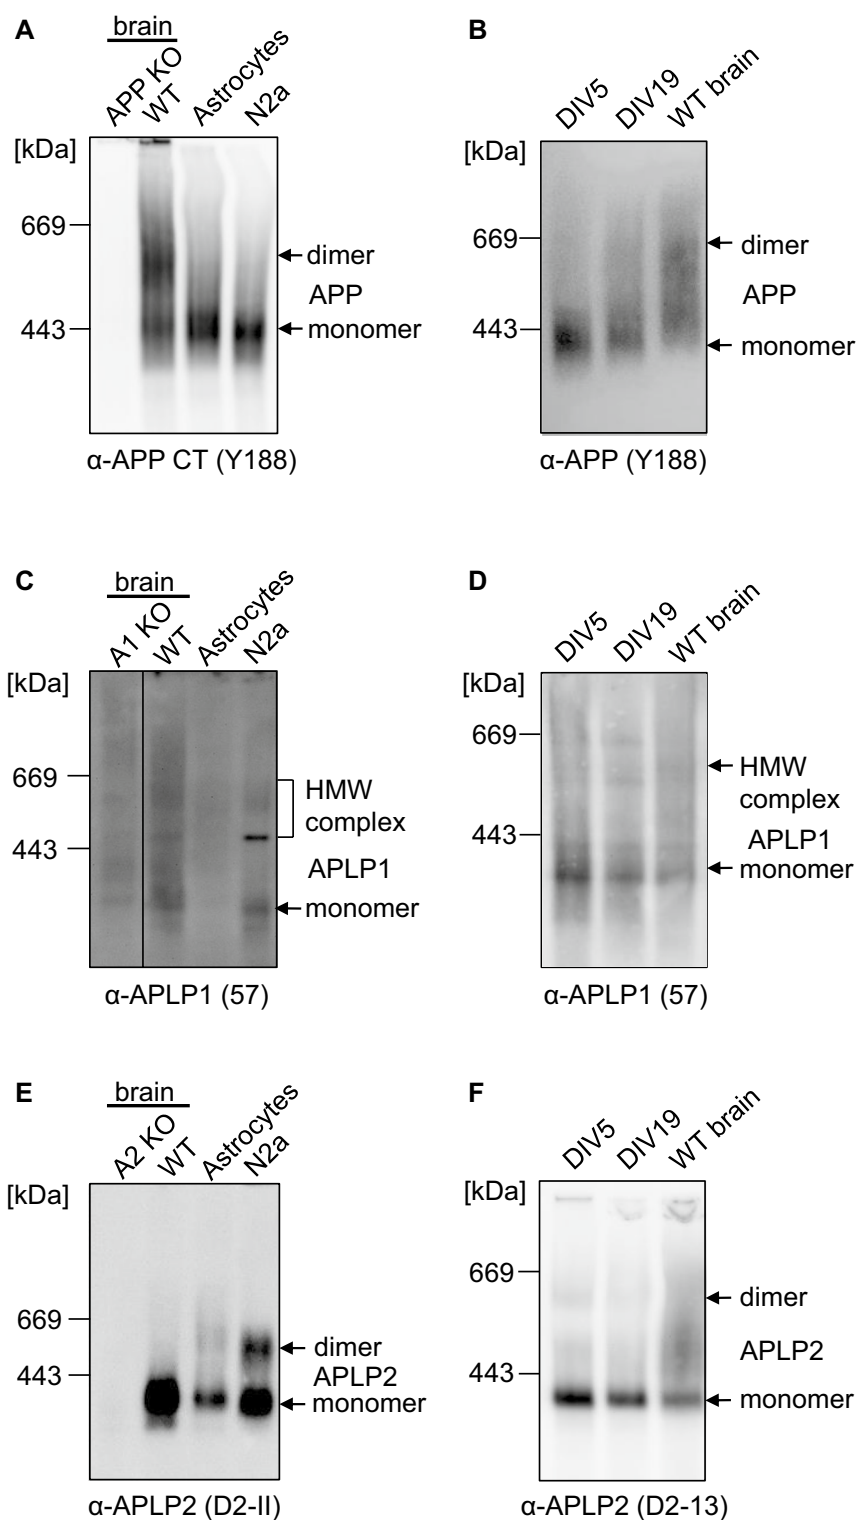 A
brain
APP KO
WT
Astrocytes
N2a
[kDa]
669
443
dimer
APP
monomer
α-APP CT (Y188)
B
DIV5
DIV19
WT brain
[kDa]
669
443
dimer
APP
monomer
α-APP (Y188)
C
brain
A1 KO
WT
Astrocytes
N2a
[kDa]
669
443
HMW
complex
APLP1
monomer
α-APLP1 (57)
D
DIV5
DIV19
WT brain
[kDa]
669
443
HMW
complex
APLP1
monomer
α-APLP1 (57)
E
brain
A2 KO
WT
Astrocytes
N2a
[kDa]
669
443
dimer
APLP2
monomer
α-APLP2 (D2-II)
F
DIV5
DIV19
WT brain
[kDa]
669
443
dimer
APLP2
monomer
α-APLP2 (D2-13)